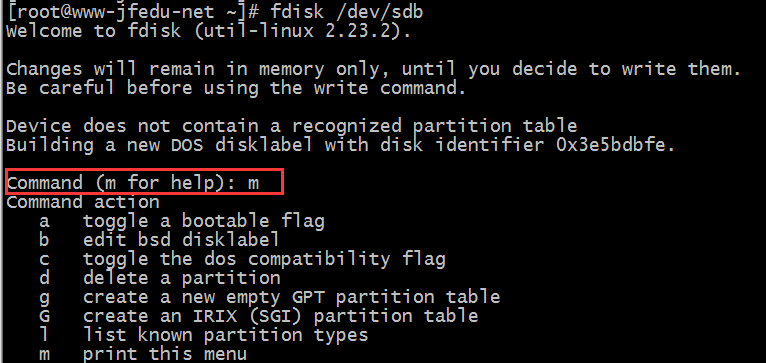 [root@www-jfedu-net ~]# fdisk /dev/sdb
Welcome to fdisk (util-linux 2.23.2).
Changes will remain in memory only, until you decide to write them.
Be careful before using the write command.
Device does not contain a recognized partition table
Building a new DOS disklabel with disk identifier 0x3e5bdbfe.
Command (m for help): m
Command action
a   toggle a bootable flag
b   edit bsd disklabel
c   toggle the dos compatibility flag
d   delete a partition
g   create a new empty GPT partition table
G   create an IRIX (SGI) partition table
l   list known partition types
m   print this menu